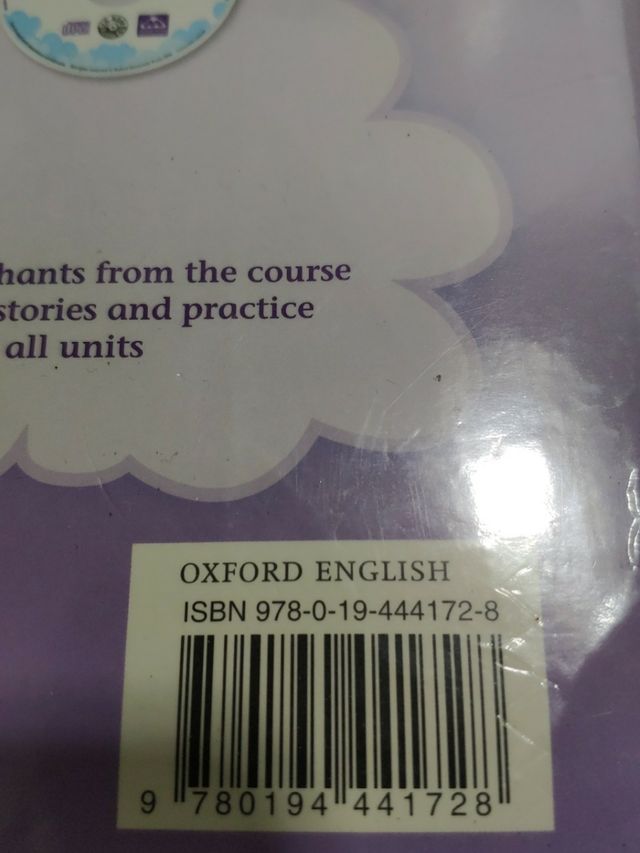 hants from the course
stories and practice
all units
OXFORD ENGLISH
ISBN 978-0-19-444172-8
9 780194 441728